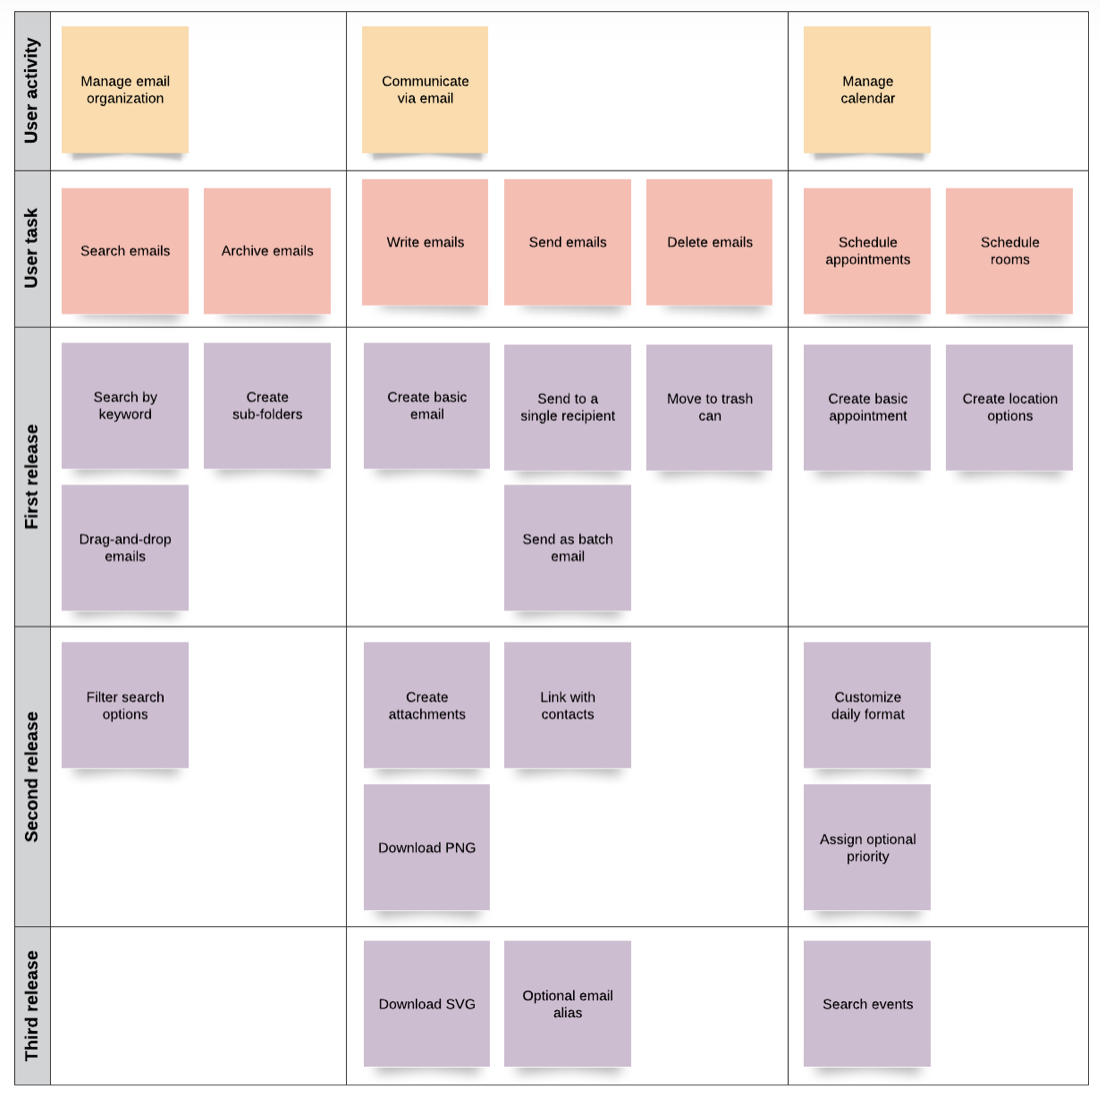 User activity
Manage email
organization
Communicate
via email
Manage
calendar
User task
Search emails
Archive emails
Write emails
Send emails
Delete emails
Schedule
appointments
Schedule
rooms
First release
Search by
keyword
Create
sub-folders
Create basic
email
Send to a
single recipient
Move to trash
can
Create basic
appointment
Create location
options
Drag-and-drop
emails
Send as batch
email
Second release
Filter search
options
Create
attachments
Link with
contacts
Customize
daily format
Download PNG
Assign optional
priority
Third release
Download SVG
Optional email
alias
Search events